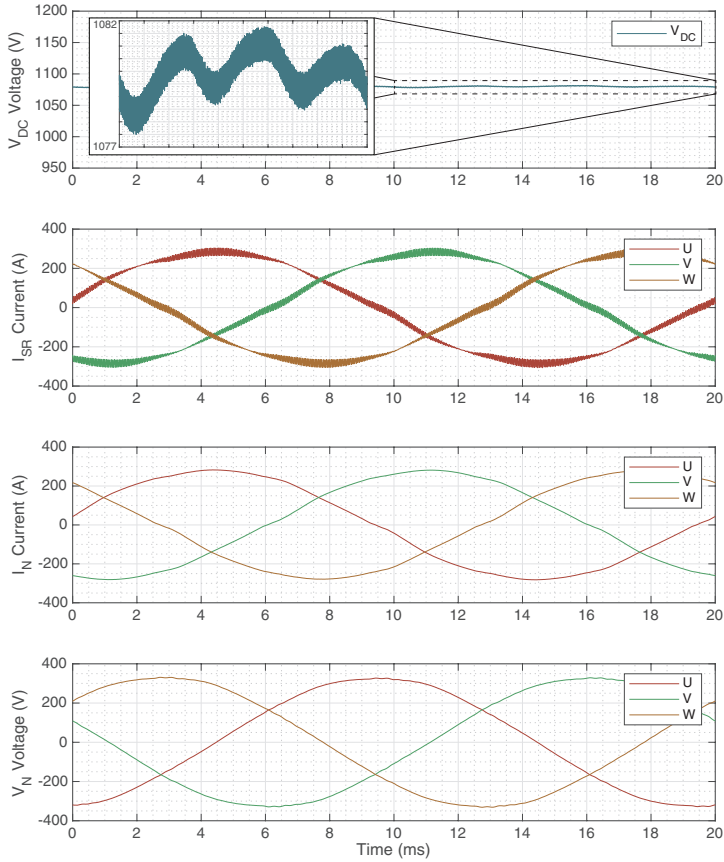 1200
1150
1100
1050
1000
950
V_DC Voltage (V)
1082
1077
V_DC
0 2 4 6 8 10 12 14 16 18 20
400
200
0
-200
-400
I_SR Current (A)
U
V
W
0 2 4 6 8 10 12 14 16 18 20
400
200
0
-200
-400
I_N Current (A)
U
V
W
0 2 4 6 8 10 12 14 16 18 20
400
200
0
-200
-400
V_N Voltage (V)
U
V
W
0 2 4 6 8 10 12 14 16 18 20
Time (ms)